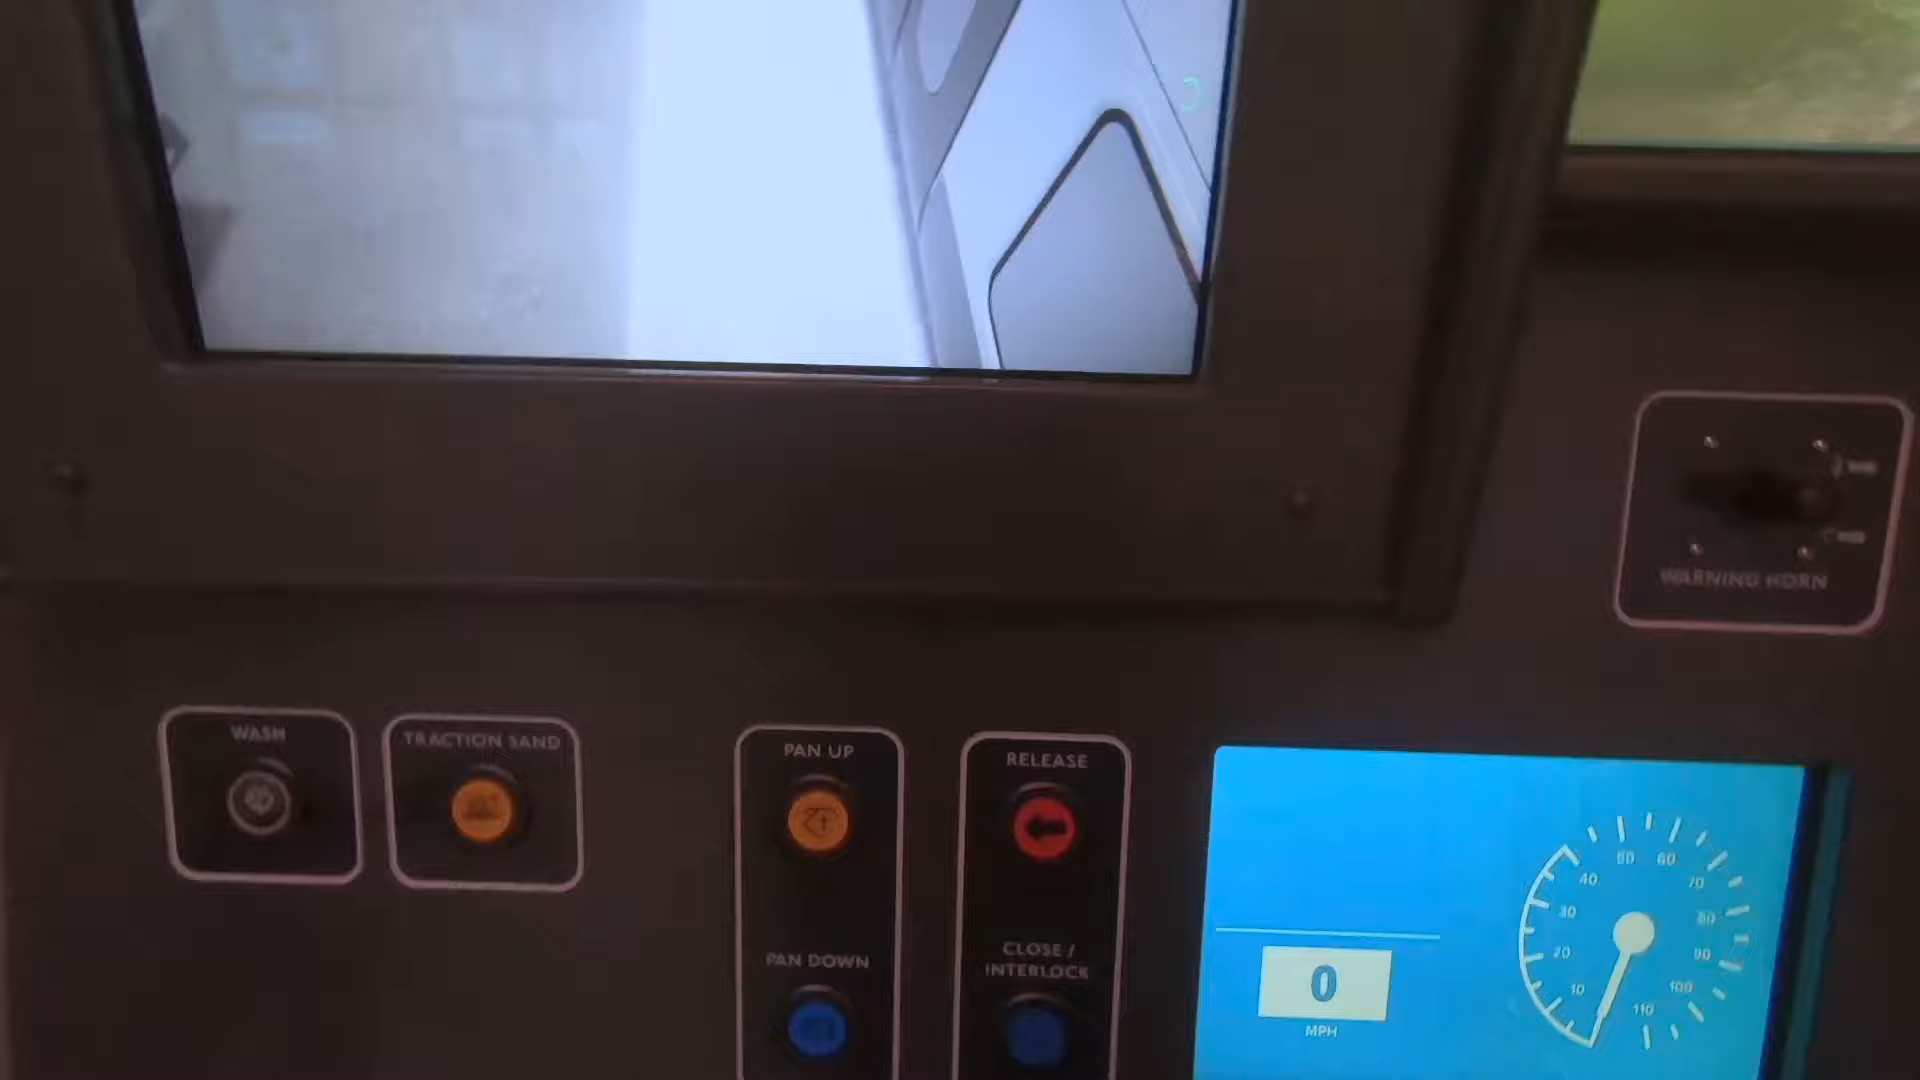 WARNING HORN
WASH
TRACTION SAND
PAN UP
RELEASE
PAN DOWN
CLOSE /
INTERLOCK
0
MPH
10
20
30
40
50
60
70
80
90
100
110